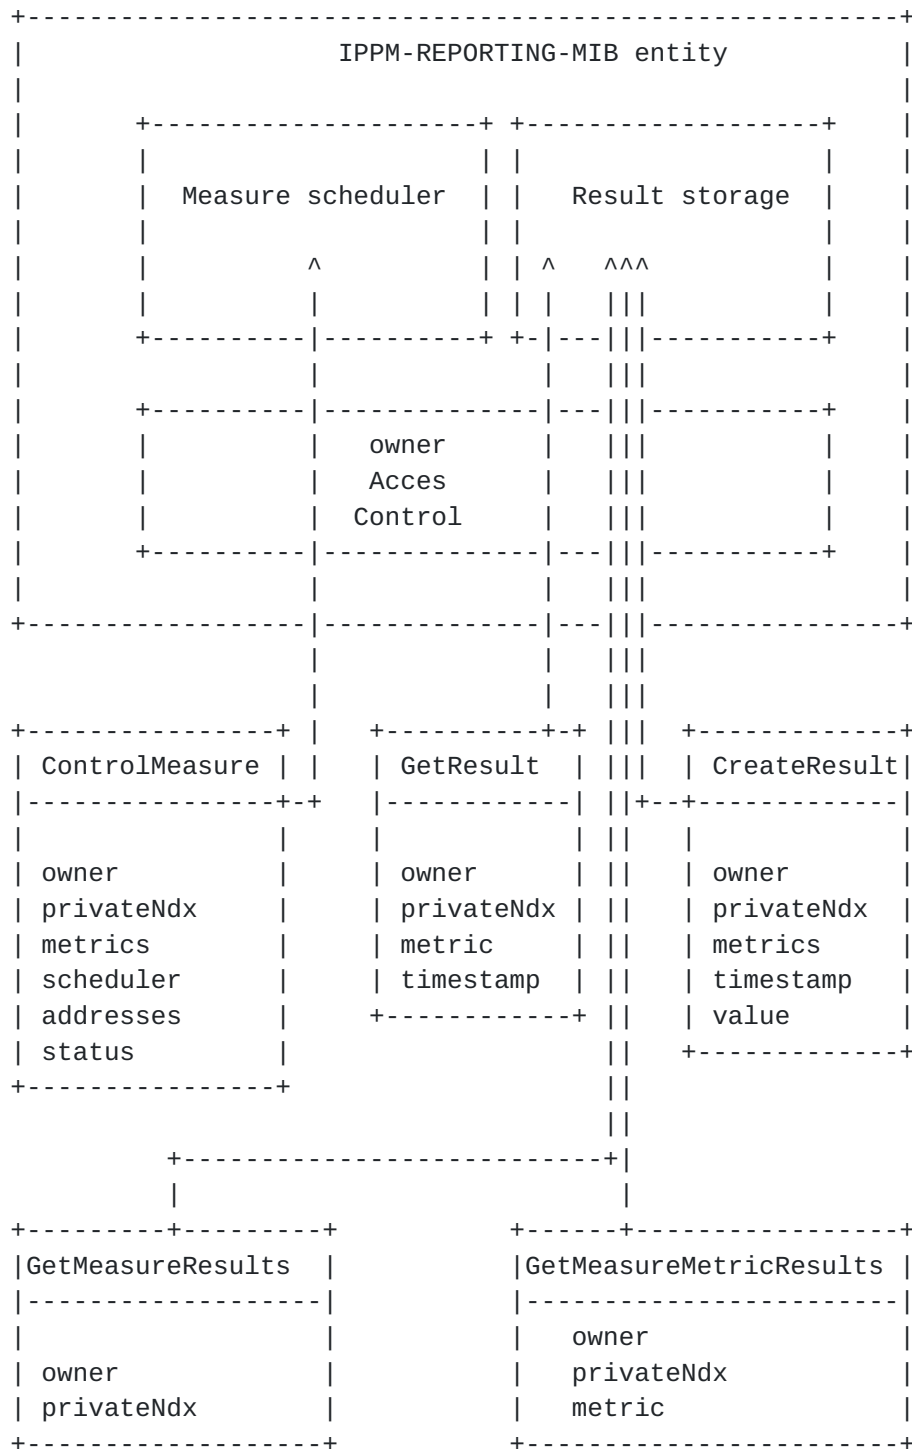 IPPM-REPORTING-MIB entity
Measure scheduler
Result storage
owner
Acces
Control
ControlMeasure
owner
privateNdx
metrics
scheduler
addresses
status
GetResult
owner
privateNdx
metric
timestamp
CreateResult
owner
privateNdx
metrics
timestamp
value
GetMeasureResults
owner
privateNdx
GetMeasureMetricResults
owner
privateNdx
metric